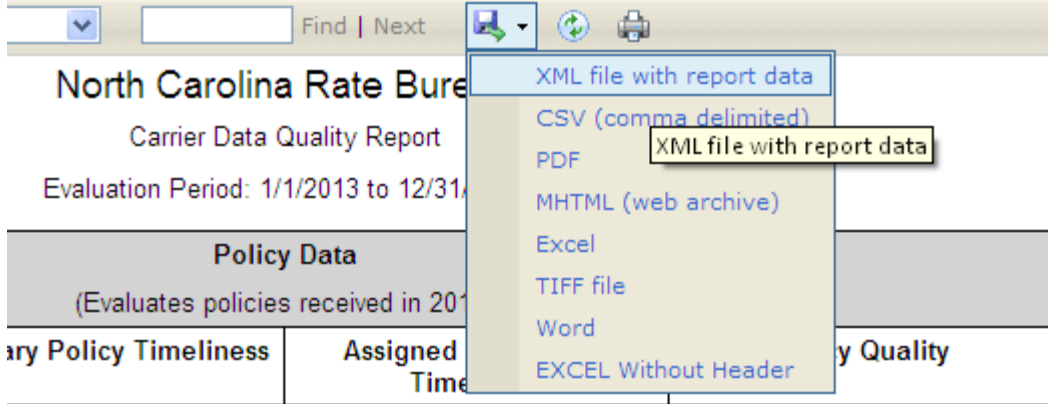 Find | Next
North Carolina Rate Bure
Carrier Data Quality Report
Evaluation Period: 1/1/2013 to 12/31/
XML file with report data
CSV (comma delimited)
XML file with report data
PDF
MHTML (web archive)
Excel
TIFF file
Word
EXCEL Without Header
Policy Data
(Evaluates policies received in 201
ary Policy Timeliness
Assigned
Time
y Quality